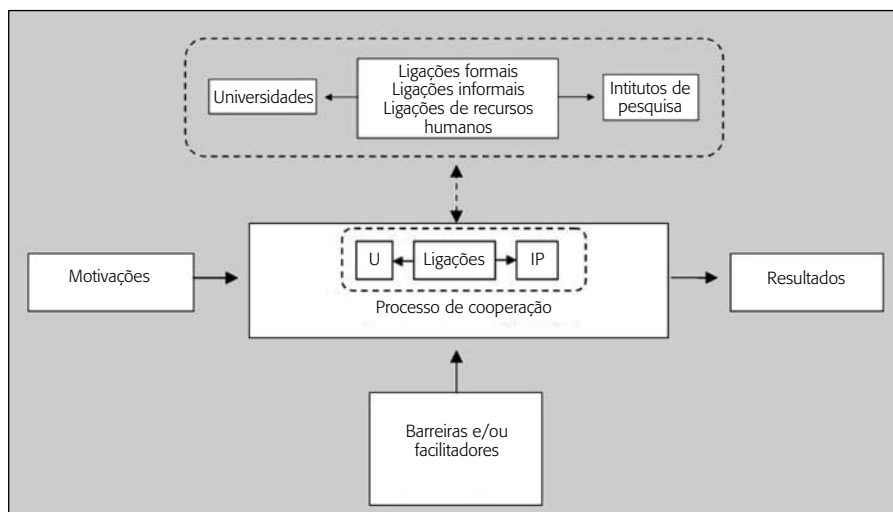 Universidades
Ligações formais
Ligações informais
Ligações de recursos
humanos
Intitutos de
pesquisa
Motivações
U
Ligações
IP
Processo de cooperação
Resultados
Barreiras e/ou
facilitadores